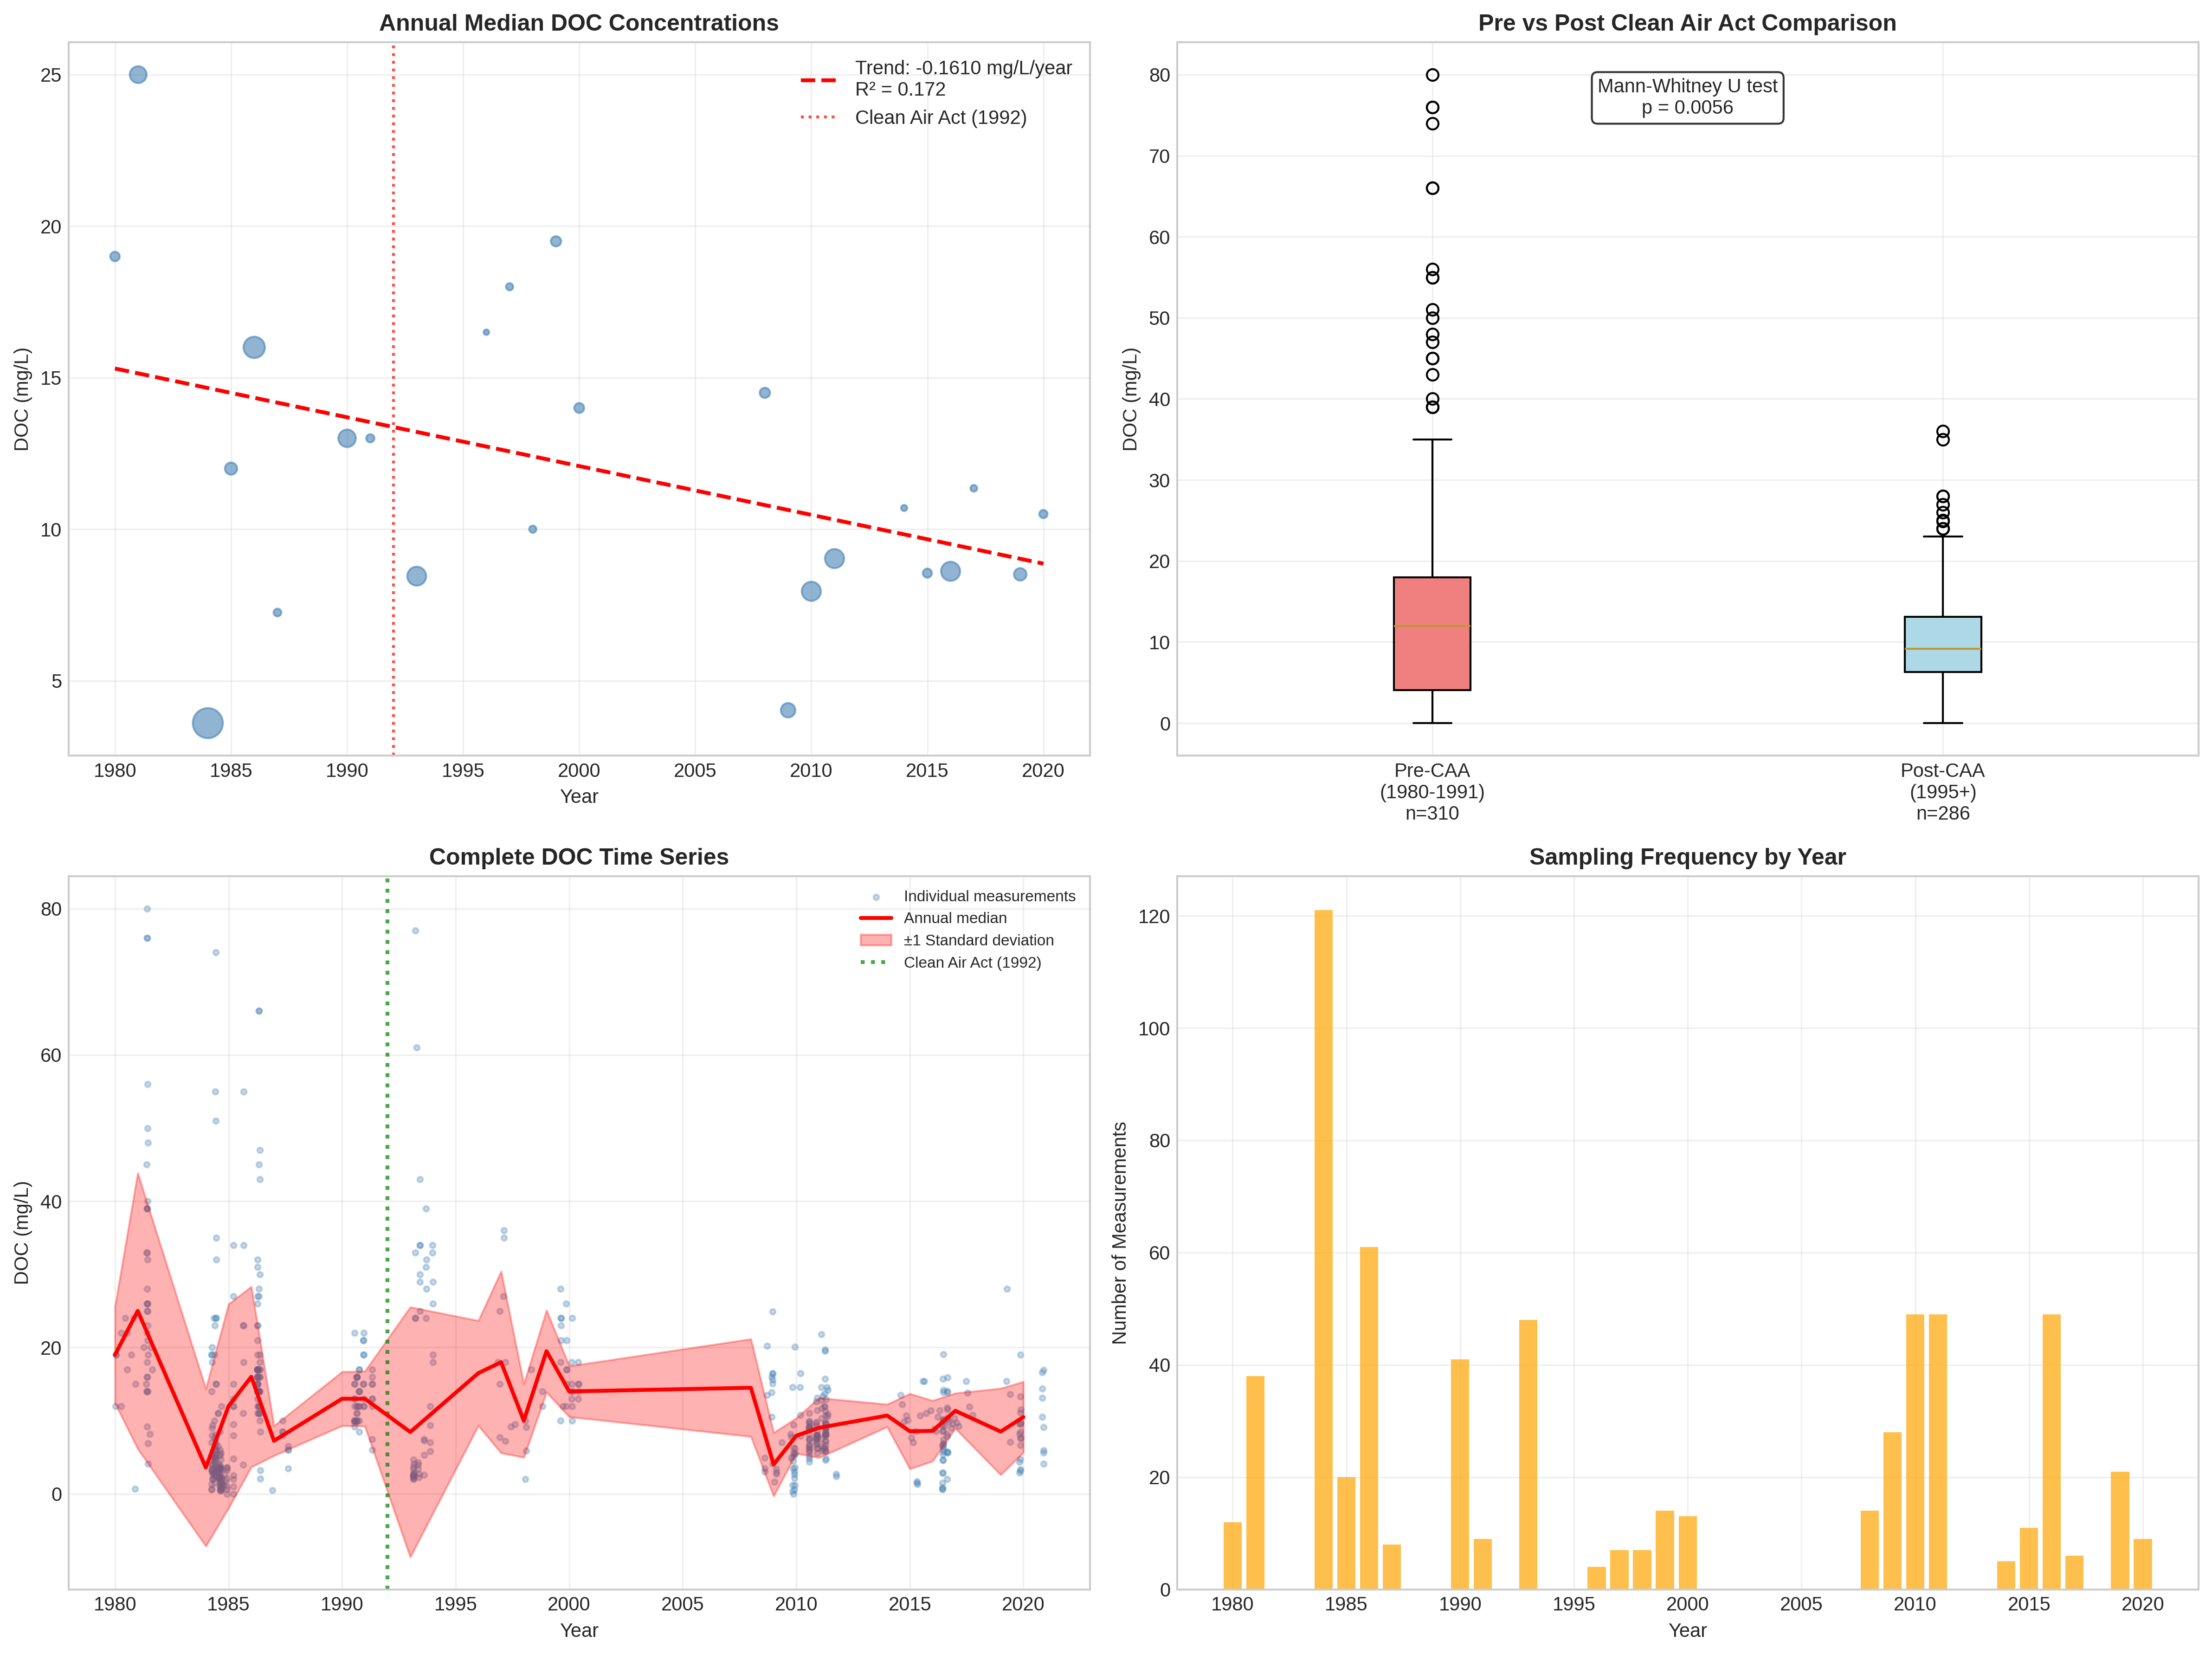 Annual Median DOC Concentrations
25
20
15
10
5
DOC (mg/L)
Trend: -0.1610 mg/L/year
R² = 0.172
Clean Air Act (1992)
1980 1985 1990 1995 2000 2005 2010 2015 2020
Year
Pre vs Post Clean Air Act Comparison
80
70
60
50
40
30
20
10
0
DOC (mg/L)
Mann-Whitney U test
p = 0.0056
Pre-CAA
(1980-1991)
n=310
Post-CAA
(1995+)
n=286
Complete DOC Time Series
80
60
40
20
0
DOC (mg/L)
Individual measurements
Annual median
±1 Standard deviation
Clean Air Act (1992)
1980 1985 1990 1995 2000 2005 2010 2015 2020
Year
Sampling Frequency by Year
120
100
80
60
40
20
0
Number of Measurements
1980 1985 1990 1995 2000 2005 2010 2015 2020
Year